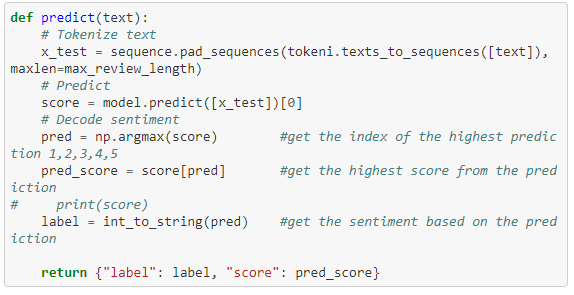 def predict(text):
    # Tokenize text
    x_test = sequence.pad_sequences(tokeni.texts_to_sequences([text]),
maxlen=max_review_length)
    # Predict
    score = model.predict([x_test])[0]
    # Decode sentiment
    pred = np.argmax(score)        #get the index of the highest predic
tion 1,2,3,4,5
    pred_score = score[pred]       #get the highest score from the pred
iction
#     print(score)
    label = int_to_string(pred)    #get the sentiment based on the pred
iction
    return {"label": label, "score": pred_score}